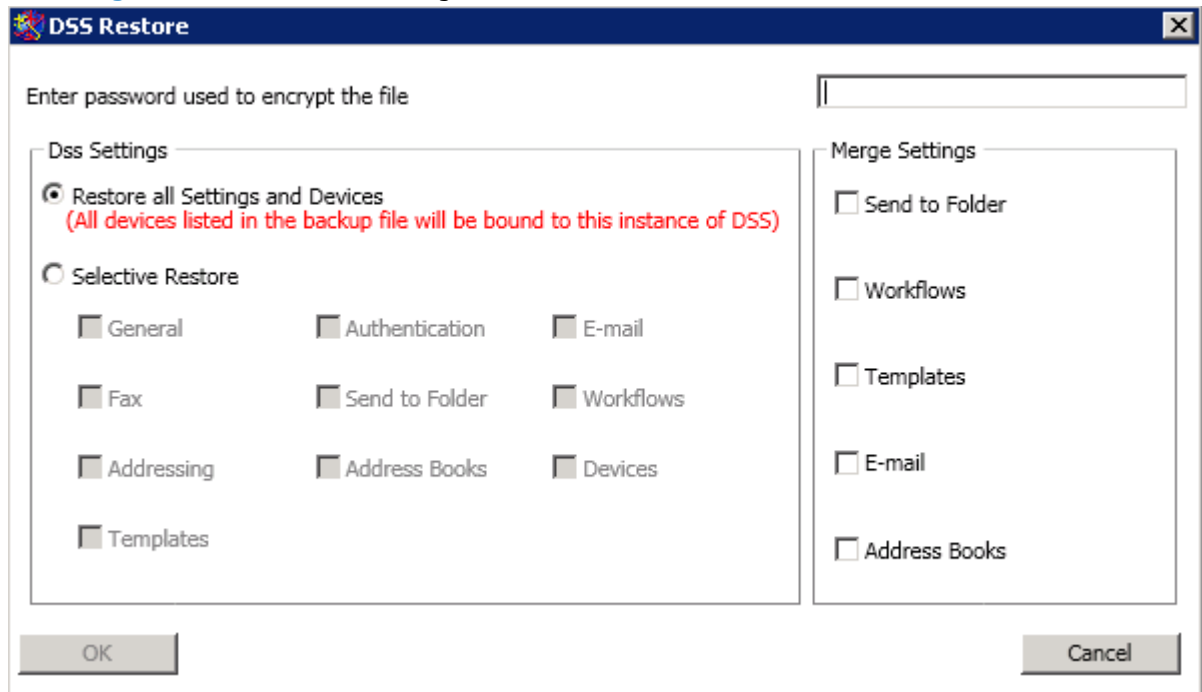 DSS Restore
Enter password used to encrypt the file
Dss Settings
Restore all Settings and Devices
(All devices listed in the backup file will be bound to this instance of DSS)
Selective Restore
General Authentication E-mail
Fax Send to Folder Workflows
Addressing Address Books Devices
Templates
Merge Settings
Send to Folder
Workflows
Templates
E-mail
Address Books
OK Cancel